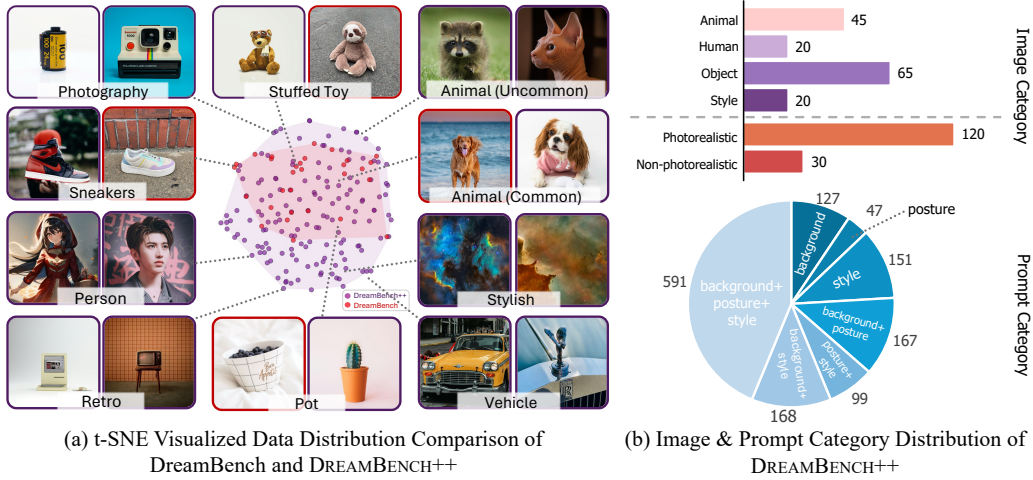 Photography
Stuffed Toy
Animal (Uncommon)
Sneakers
Animal (Common)
Person
Stylish
DreamBench++
DreamBench
Retro
Pot
Vehicle
Animal
45
Human
20
Object
65
Style
20
Photorealistic
120
Non-photorealistic
30
Image Category
127
47
posture
151
167
99
168
591
background
style
background+
posture
posture+
style
background+
style
background+
posture+
style
Prompt Category
(a) t-SNE Visualized Data Distribution Comparison of
DreamBench and DREAMBENCH++
(b) Image & Prompt Category Distribution of
DREAMBENCH++